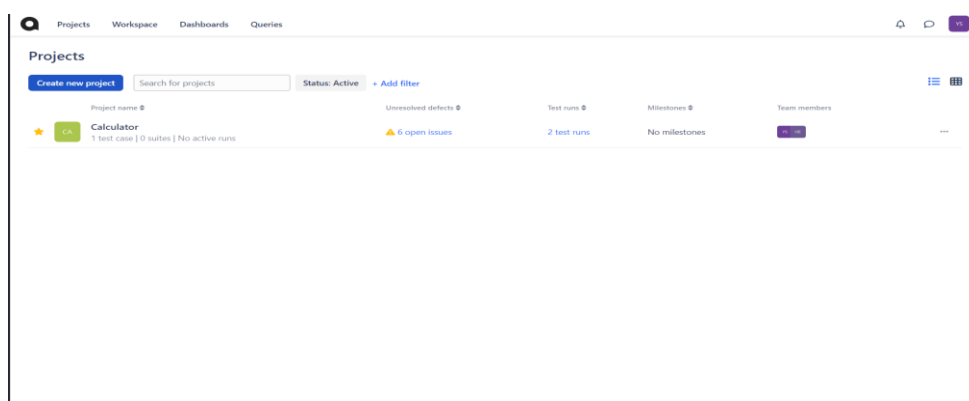 Projects Workspace Dashboards Queries YS
Projects
Create new project Search for projects Status: Active + Add filter
Project name Unresolved defects Test runs Milestones Team members
CA Calculator 6 open issues 2 test runs No milestones YS
1 test case | 0 suites | No active runs